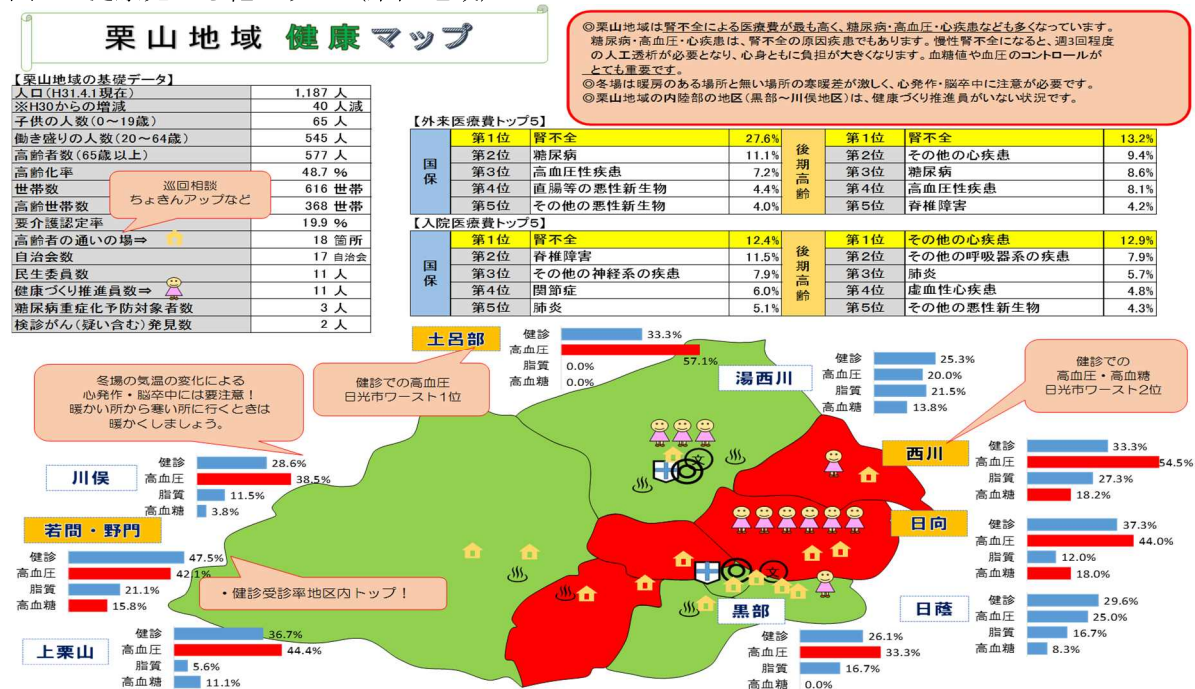 栗山地域 健康マップ
◎栗山地域は腎不全による医療費が最も高く、糖尿病・高血圧・心疾患なども多くなっています。
糖尿病・高血圧・心疾患は、腎不全の原因疾患でもあります。慢性腎不全になると、週3回程度
の人工透析が必要となり、心身ともに負担が大きくなります。血糖値や血圧のコントロールが
とても重要です。
◎冬場は暖房のある場所と無い場所の寒暖差が激しく、心発作・脳卒中に注意が必要です。
◎栗山地域の内陸部の地区(黒部～川俣地区)は、健康づくり推進員がいない状況です。
【栗山地域の基礎データ】
人口(H31.4.1現在) 1,187 人
※H30からの増減 40 人減
子供の人数(0～19歳) 65 人
働き盛りの人数(20～64歳) 545 人
高齢者数(65歳以上) 577 人
高齢化率 48.7 %
世帯数 616 世帯
高齢世帯数 368 世帯
要介護認定率 19.9 %
高齢者の通いの場⇒ 18 箇所
自治会数 17 自治会
民生委員数 11 人
健康づくり推進員数⇒ 11 人
糖尿病重症化予防対象者数 3 人
検診がん(疑い含む)発見数 2 人
巡回相談
ちょきんアップなど
【外来医療費トップ5】
国保
第1位 腎不全 27.6%
第2位 糖尿病 11.1%
第3位 高血圧性疾患 7.2%
第4位 直腸等の悪性新生物 4.4%
第5位 その他の悪性新生物 4.0%
後期高齢
第1位 腎不全 13.2%
第2位 その他の心疾患 9.4%
第3位 糖尿病 8.6%
第4位 高血圧性疾患 8.1%
第5位 脊椎障害 4.2%
【入院医療費トップ5】
国保
第1位 腎不全 12.4%
第2位 脊椎障害 11.5%
第3位 その他の神経系の疾患 7.9%
第4位 関節症 6.0%
第5位 肺炎 5.1%
後期高齢
第1位 その他の心疾患 12.9%
第2位 その他の呼吸器系の疾患 7.9%
第3位 肺炎 5.7%
第4位 虚血性心疾患 4.8%
第5位 その他の悪性新生物 4.3%
土呂部
健診 33.3%
高血圧 57.1%
脂質 0.0%
高血糖 0.0%
健診での高血圧
日光市ワースト1位
湯西川
健診 25.3%
高血圧 20.0%
脂質 21.5%
高血糖 13.8%
健診での
高血圧・高血糖
日光市ワースト2位
西川
健診 33.3%
高血圧 54.5%
脂質 27.3%
高血糖 18.2%
冬場の気温の変化による
心発作・脳卒中には要注意！
暖かい所から寒い所に行くときは
暖かくしましょう。
川俣
健診 28.6%
高血圧 38.5%
脂質 11.5%
高血糖 3.8%
若間・野門
健診 47.5%
高血圧 42.1%
脂質 21.1%
高血糖 15.8%
・健診受診率地区内トップ！
日向
健診 37.3%
高血圧 44.0%
脂質 12.0%
高血糖 18.0%
文
文
日蔭
健診 29.6%
高血圧 25.0%
脂質 16.7%
高血糖 8.3%
上栗山
健診 36.7%
高血圧 44.4%
脂質 5.6%
高血糖 11.1%
黒部
健診 26.1%
高血圧 33.3%
脂質 16.7%
高血糖 0.0%